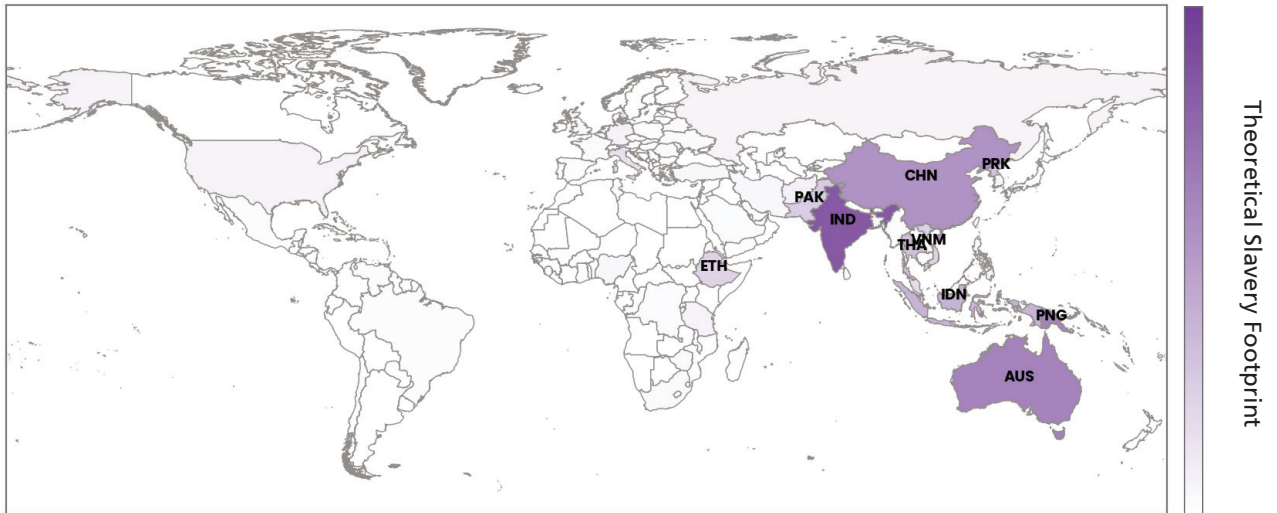 PRK
CHN
PAK
IND
VNM
THA
ETH
IDN
PNG
AUS
Theoretical Slavery Footprint